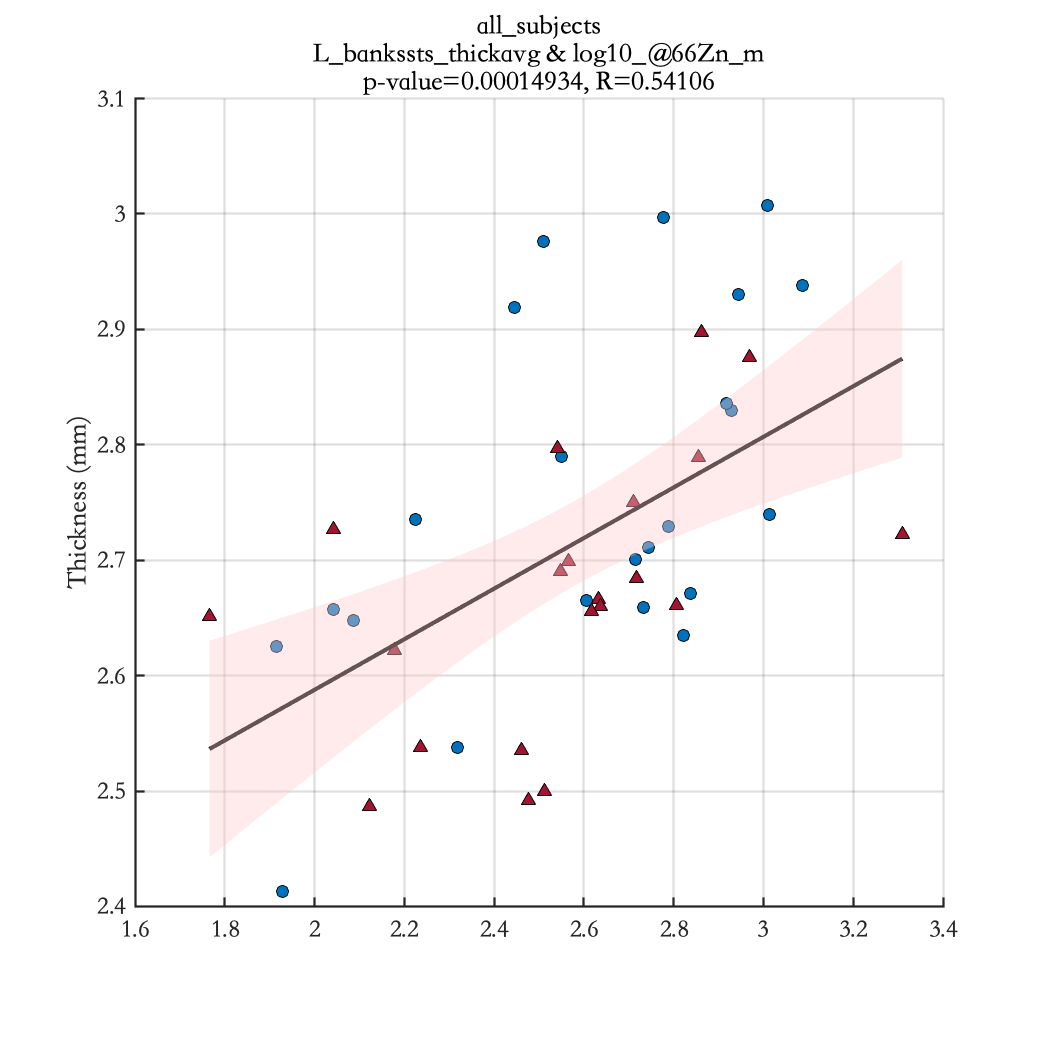 all_subjects
L_bankssts_thickavg & log10_@66Zn_m
p-value=0.00014934, R=0.54106
3.1
3
2.9
2.8
2.7
2.6
2.5
2.4
Thickness (mm)
1.6 1.8 2 2.2 2.4 2.6 2.8 3 3.2 3.4